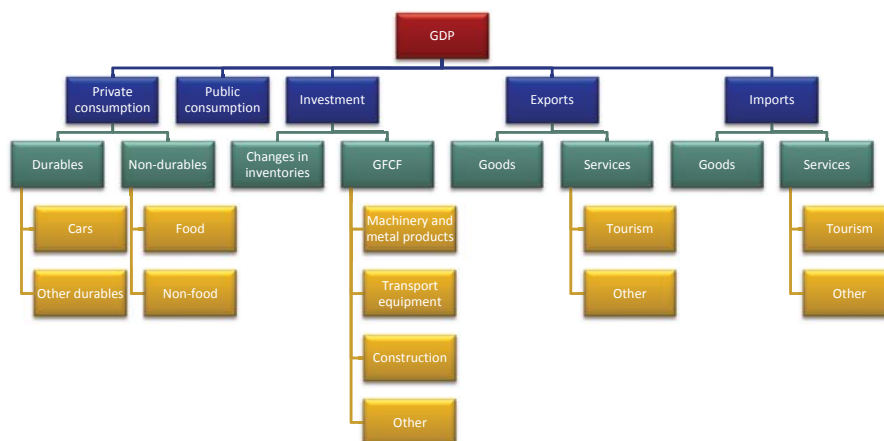 GDP
Private
consumption
Public
consumption
Investment
Exports
Imports
Durables
Non-durables
Changes in
inventories
GFCF
Goods
Services
Goods
Services
Cars
Food
Machinery and
metal products
Tourism
Tourism
Other durables
Non-food
Transport
equipment
Other
Other
Construction
Other